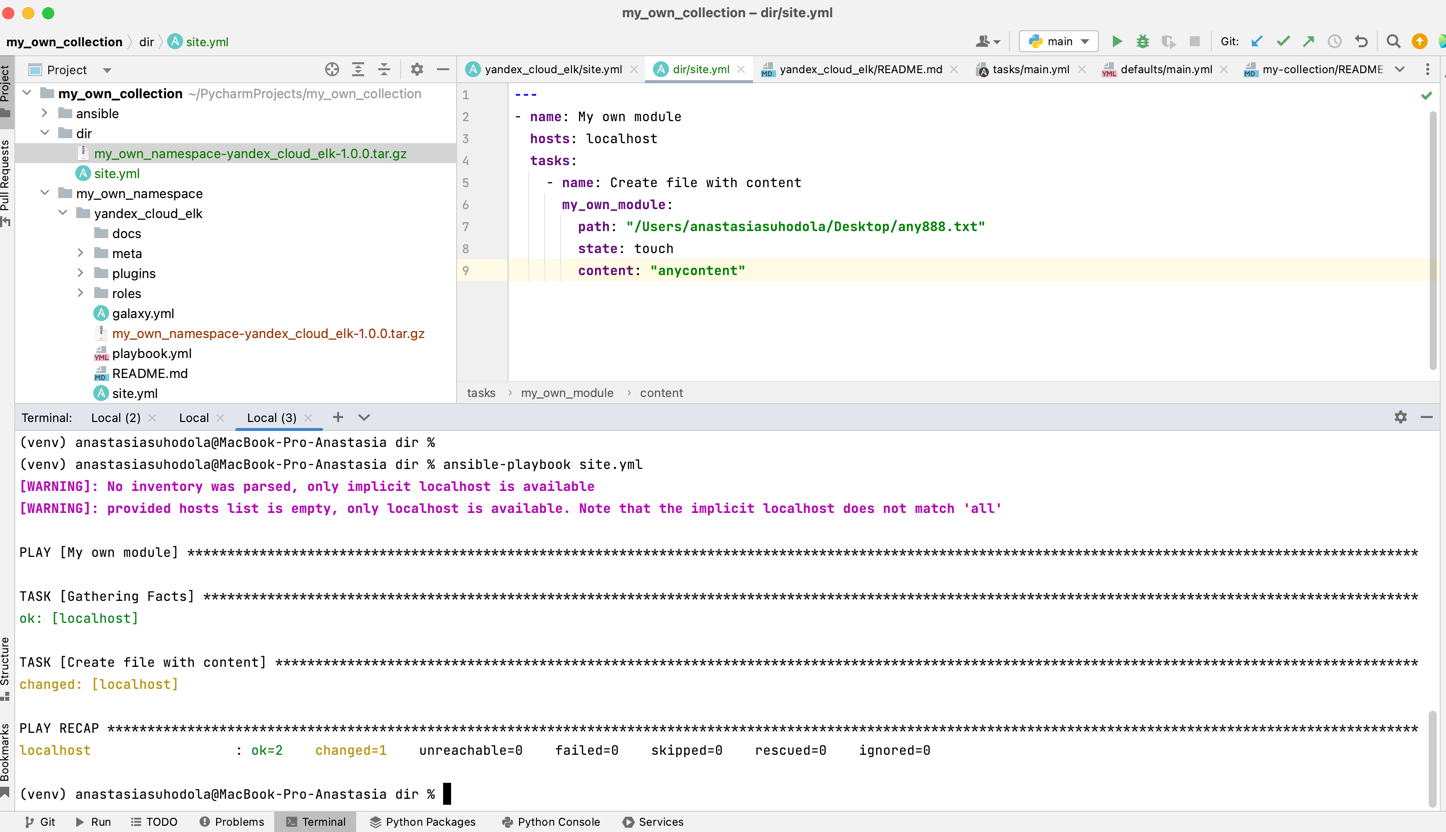 my_own_collection – dir/site.yml
my_own_collection dir site.yml
main Git:
Project
Pull Requests
Structure
Bookmarks
Project
my_own_collection ~/PycharmProjects/my_own_collection
ansible
dir
my_own_namespace-yandex_cloud_elk-1.0.0.tar.gz
site.yml
my_own_namespace
yandex_cloud_elk
docs
meta
plugins
roles
galaxy.yml
my_own_namespace-yandex_cloud_elk-1.0.0.tar.gz
YML playbook.yml
MD README.md
site.yml
yandex_cloud_elk/site.yml dir/site.yml MD yandex_cloud_elk/README.md tasks/main.yml YML defaults/main.yml MD my-collection/README
1 ---
2 - name: My own module
3 hosts: localhost
4 tasks:
5 - name: Create file with content
6 my_own_module:
7 path: "/Users/anastasiasuhodola/Desktop/any888.txt"
8 state: touch
9 content: "anycontent"
tasks my_own_module content
Terminal: Local (2) Local Local (3)
(venv) anastasiasuhodola@MacBook-Pro-Anastasia dir %
(venv) anastasiasuhodola@MacBook-Pro-Anastasia dir % ansible-playbook site.yml
[WARNING]: No inventory was parsed, only implicit localhost is available
[WARNING]: provided hosts list is empty, only localhost is available. Note that the implicit localhost does not match 'all'
PLAY [My own module] **********************************************************************************************************************************************************
TASK [Gathering Facts] ********************************************************************************************************************************************************
ok: [localhost]
TASK [Create file with content] ***********************************************************************************************************************************************
changed: [localhost]
PLAY RECAP ********************************************************************************************************************************************************************
localhost : ok=2 changed=1 unreachable=0 failed=0 skipped=0 rescued=0 ignored=0
(venv) anastasiasuhodola@MacBook-Pro-Anastasia dir %
Git Run TODO Problems Terminal Python Packages Python Console Services